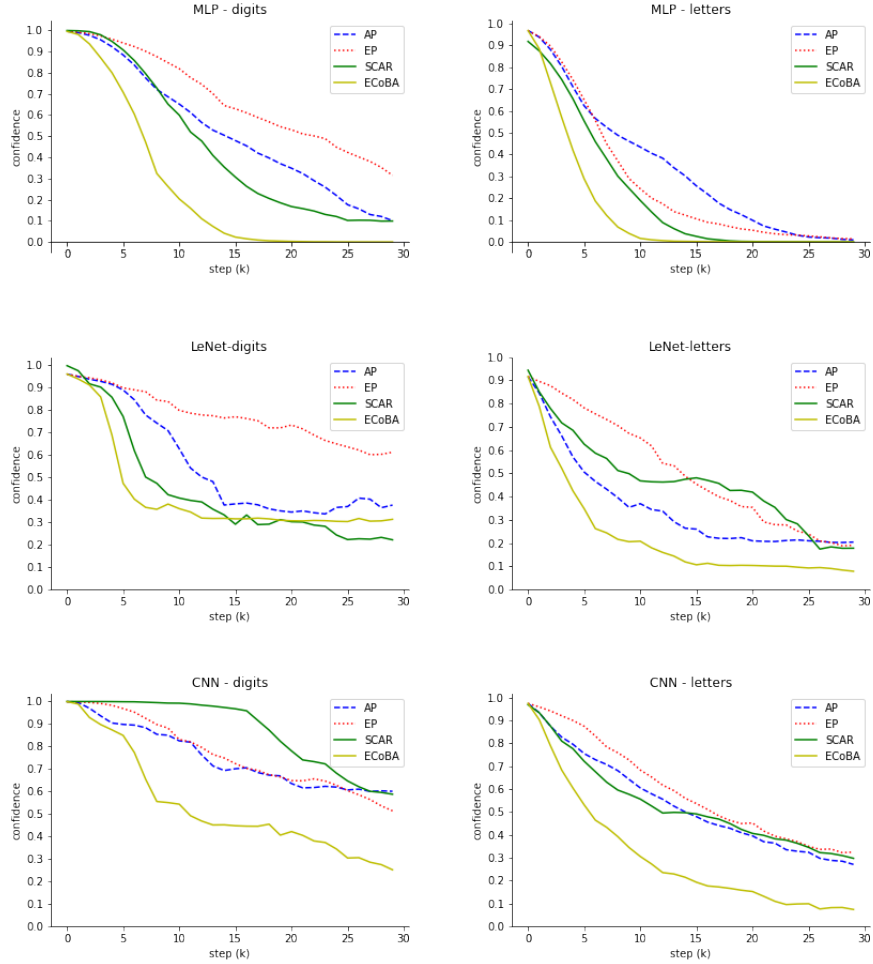 MLP - digits
1.0
0.9
0.8
0.7
0.6
0.5
0.4
0.3
0.2
0.1
0.0
confidence
0 5 10 15 20 25 30
step (k)
AP
EP
SCAR
ECoBA
MLP - letters
1.0
0.9
0.8
0.7
0.6
0.5
0.4
0.3
0.2
0.1
0.0
confidence
0 5 10 15 20 25 30
step (k)
AP
EP
SCAR
ECoBA
LeNet-digits
1.0
0.9
0.8
0.7
0.6
0.5
0.4
0.3
0.2
0.1
0.0
confidence
0 5 10 15 20 25 30
step (k)
AP
EP
SCAR
ECoBA
LeNet-letters
1.0
0.9
0.8
0.7
0.6
0.5
0.4
0.3
0.2
0.1
0.0
confidence
0 5 10 15 20 25 30
step (k)
AP
EP
SCAR
ECoBA
CNN - digits
1.0
0.9
0.8
0.7
0.6
0.5
0.4
0.3
0.2
0.1
0.0
confidence
0 5 10 15 20 25 30
step (k)
AP
EP
SCAR
ECoBA
CNN - letters
1.0
0.9
0.8
0.7
0.6
0.5
0.4
0.3
0.2
0.1
0.0
confidence
0 5 10 15 20 25 30
step (k)
AP
EP
SCAR
ECoBA